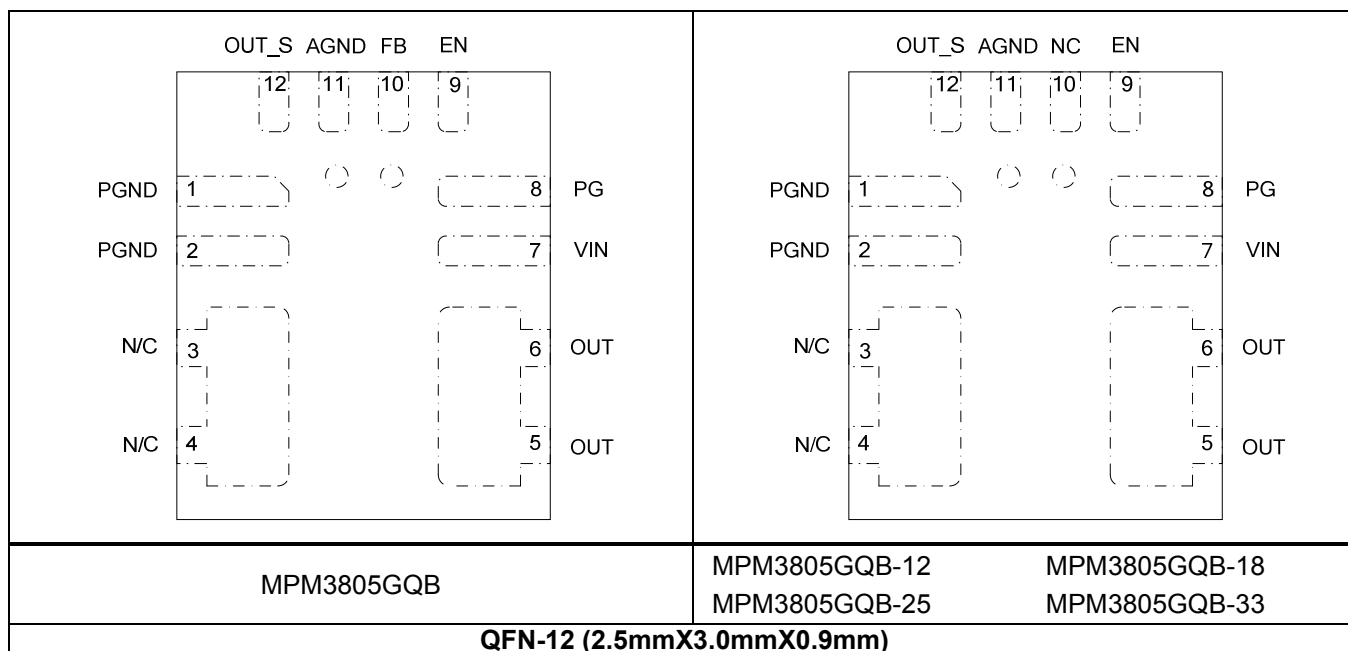 OUT_S AGND FB EN
12 11 10 9
PGND 1 8 PG
PGND 2 7 VIN
N/C 3 6 OUT
N/C 4 5 OUT
OUT_S AGND NC EN
12 11 10 9
PGND 1 8 PG
PGND 2 7 VIN
N/C 3 6 OUT
N/C 4 5 OUT
MPM3805GQB
MPM3805GQB-12 MPM3805GQB-18
MPM3805GQB-25 MPM3805GQB-33
QFN-12 (2.5mmX3.0mmX0.9mm)